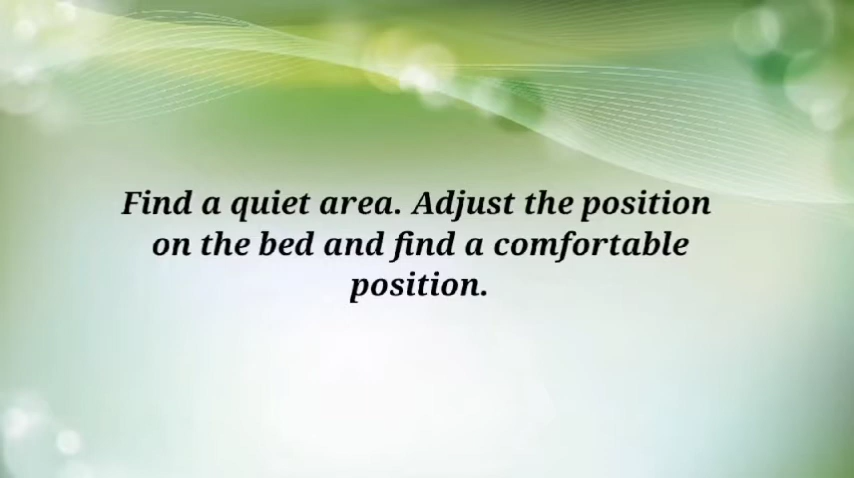 Find a quiet area. Adjust the position
on the bed and find a comfortable
position.